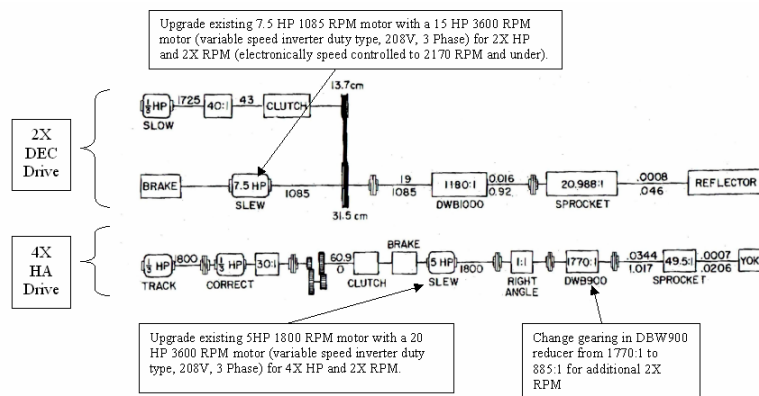 Upgrade existing 7.5 HP 1085 RPM motor with a 15 HP 3600 RPM
motor (variable speed inverter duty type, 208V, 3 Phase) for 2X HP
and 2X RPM (electronically speed controlled to 2170 RPM and under).
13.7cm
1/3 HP 1725 40:1 43 CLUTCH
SLOW
2X
DEC
Drive
BRAKE 7.5 HP 1085 19 1085 1180:1 0.016 0.92 20.988:1 .0008 .046 REFLECTOR
SLEW DWB1000 SPROCKET
31.5 cm
4X
HA
Drive
BRAKE
1/3 HP 1800 1/3 HP 30:1 60.9 0 5 HP 1800 1:1 1770:1 .0344 1.017 49.5:1 .0007 .0206 YOK
TRACK CORRECT CLUTCH SLEW RIGHT ANGLE DWB900 SPROCKET
Upgrade existing 5HP 1800 RPM motor with a 20
HP 3600 RPM motor (variable speed inverter duty
type, 208V, 3 Phase) for 4X HP and 2X RPM.
Change gearing in DBW900
reducer from 1770:1 to
885:1 for additional 2X
RPM